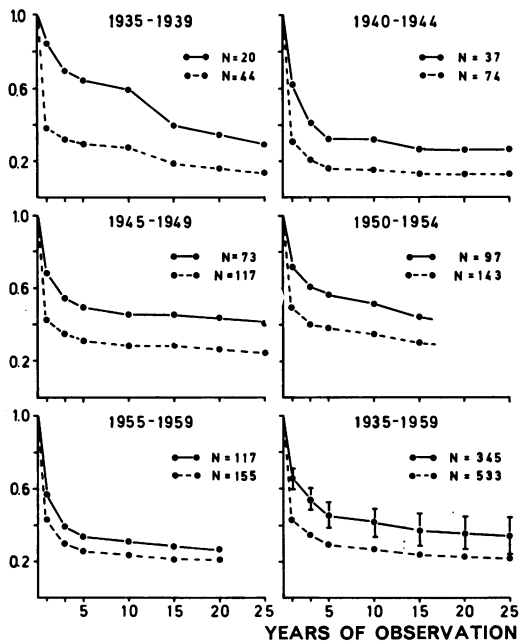 1935-1939
1940-1944
1.0
0.6
0.2
N=20
N=44
N= 37
N= 74
1945-1949
1950-1954
1.0
0.6
0.2
N=73
N=117
N= 97
N=143
1955-1959
1935-1959
1.0
0.6
0.2
N=117
N=155
N=345
N=533
5 10 15 20 25
5 10 15 20 25
YEARS OF OBSERVATION